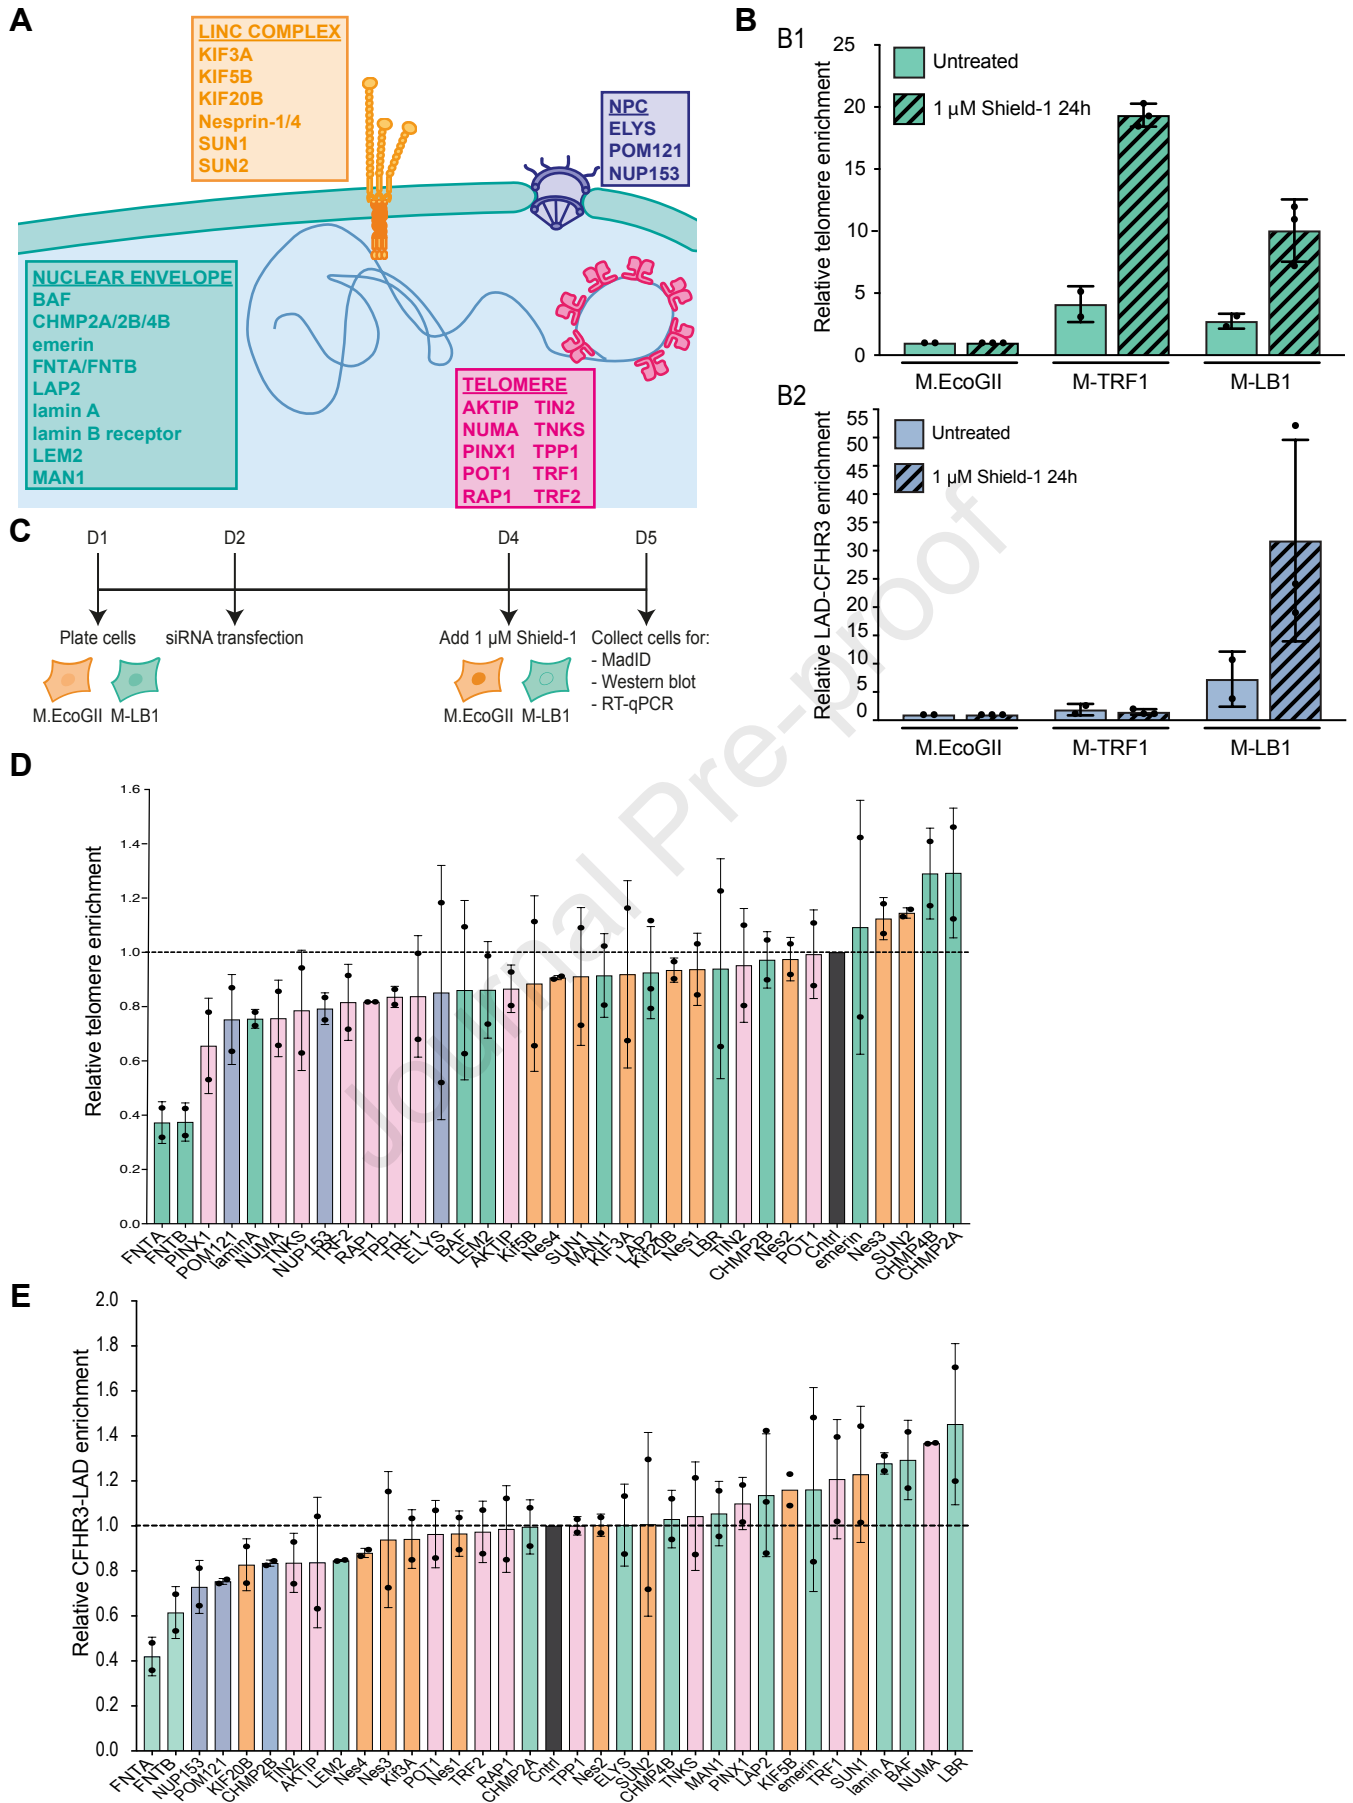 A
LINC COMPLEX
KIF3A
KIF5B
KIF20B
Nesprin-1/4
SUN1
SUN2
NPC
ELYS
POM121
NUP153
NUCLEAR ENVELOPE
BAF
CHMP2A/2B/4B
emerin
FNTA/FNTB
LAP2
lamin A
lamin B receptor
LEM2
MAN1
TELOMERE
AKTIP TIN2
NUMA TNKS
PINX1 TPP1
POT1 TRF1
RAP1 TRF2
B
B1
Relative telomere enrichment
25
20
15
10
5
0
Untreated
1 µM Shield-1 24h
M.EcoGII M-TRF1 M-LB1
B2
Relative LAD-CFHR3 enrichment
55
50
45
40
35
30
25
20
15
10
5
0
Untreated
1 µM Shield-1 24h
M.EcoGII M-TRF1 M-LB1
C
D1 D2 D4 D5
Plate cells siRNA transfection Add 1 µM Shield-1 Collect cells for:
- MadID
- Western blot
- RT-qPCR
M.EcoGII M-LB1 M.EcoGII M-LB1
D
Relative telomere enrichment
1.6
1.4
1.2
1.0
0.8
0.6
0.4
0.2
0.0
FNTA FNTB PINX1 POM121 laminA NUMA TNKS NUP153 TRF2 RAP1 TPP1 TRF1 ELYS BAF LEM2 AKTIP Kif5B Nes4 SUN1 MAN1 KIF3A LAP2 Kif20B Nes1 LBR TIN2 CHMP2B Nes2 POT1 Cntrl emerin Nes3 SUN2 CHMP4B CHMP2A
E
Relative CFHR3-LAD enrichment
2.0
1.8
1.6
1.4
1.2
1.0
0.8
0.6
0.4
0.2
0.0
FNTA FNTB NUP153 POM121 KIF20B CHMP2B TIN2 AKTIP LEM2 Nes4 Nes3 Kif3A POT1 Nes1 TRF2 RAP1 CHMP2A Cntrl TPP1 Nes2 ELYS SUN2 CHMP4B TNKS MAN1 PINX1 LAP2 KIF5B emerin TRF1 SUN1 lamin A BAF NUMA LBR
Journal Pre-proof